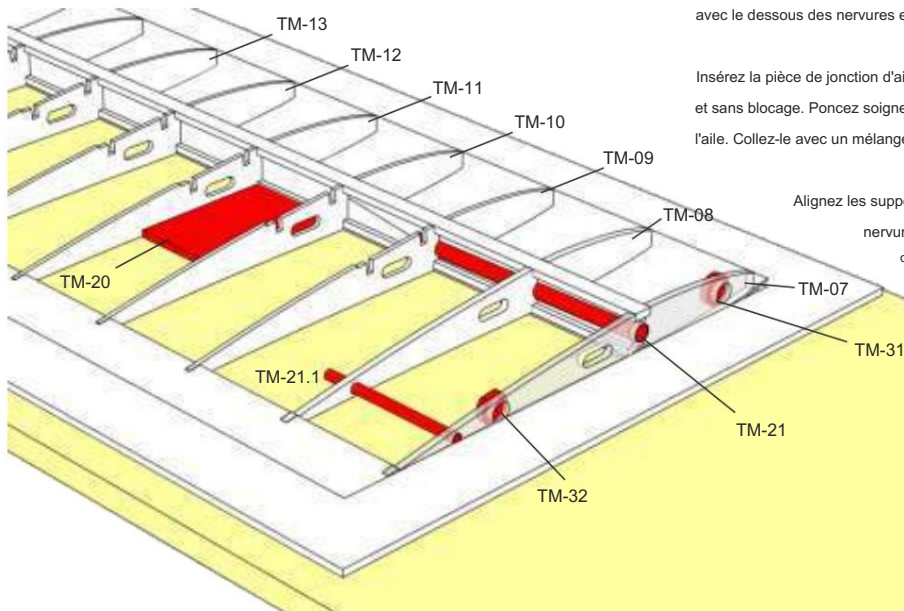 avec le dessous des nervures e
Insérez la pièce de jonction d'ai
et sans blocage. Poncez soigne
l'aile. Collez-le avec un mélange
Alignez les suppo
nervur
TM-13
TM-12
TM-11
TM-10
TM-09
TM-08
TM-07
TM-31
TM-20
TM-21.1
TM-21
TM-32